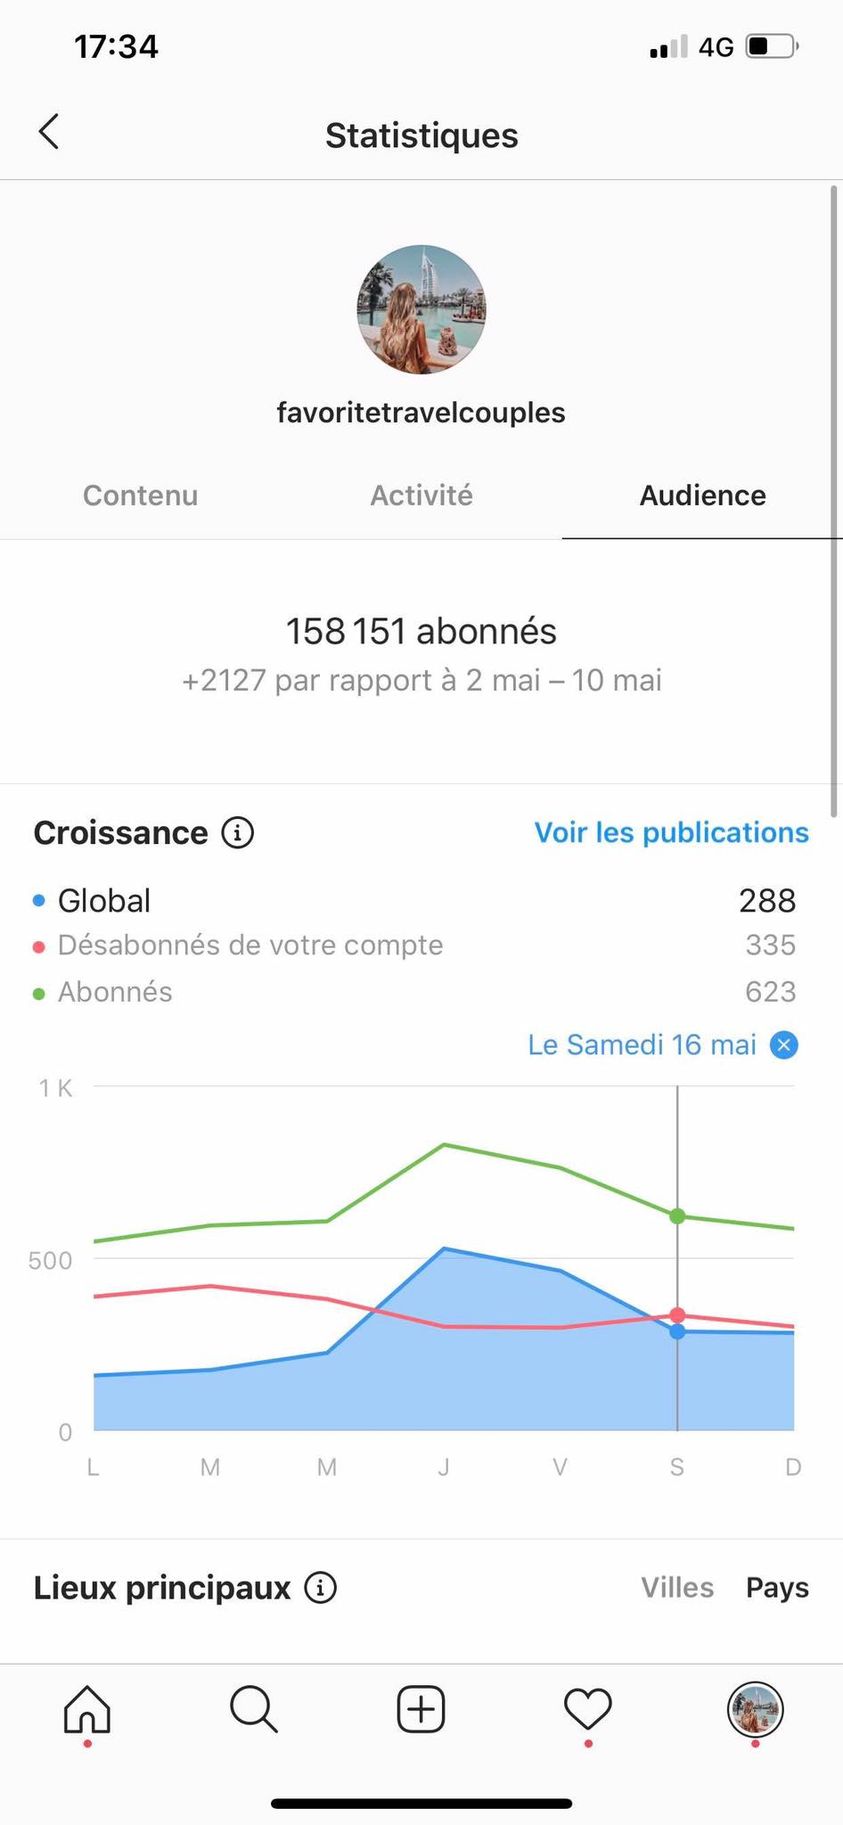 17:34
4G
Statistiques
favoritetravelcouples
Contenu Activité Audience
158 151 abonnés
+2127 par rapport à 2 mai – 10 mai
Croissance Voir les publications
Global 288
Désabonnés de votre compte 335
Abonnés 623
Le Samedi 16 mai
1 K
500
0
L M M J V S D
Lieux principaux Villes Pays